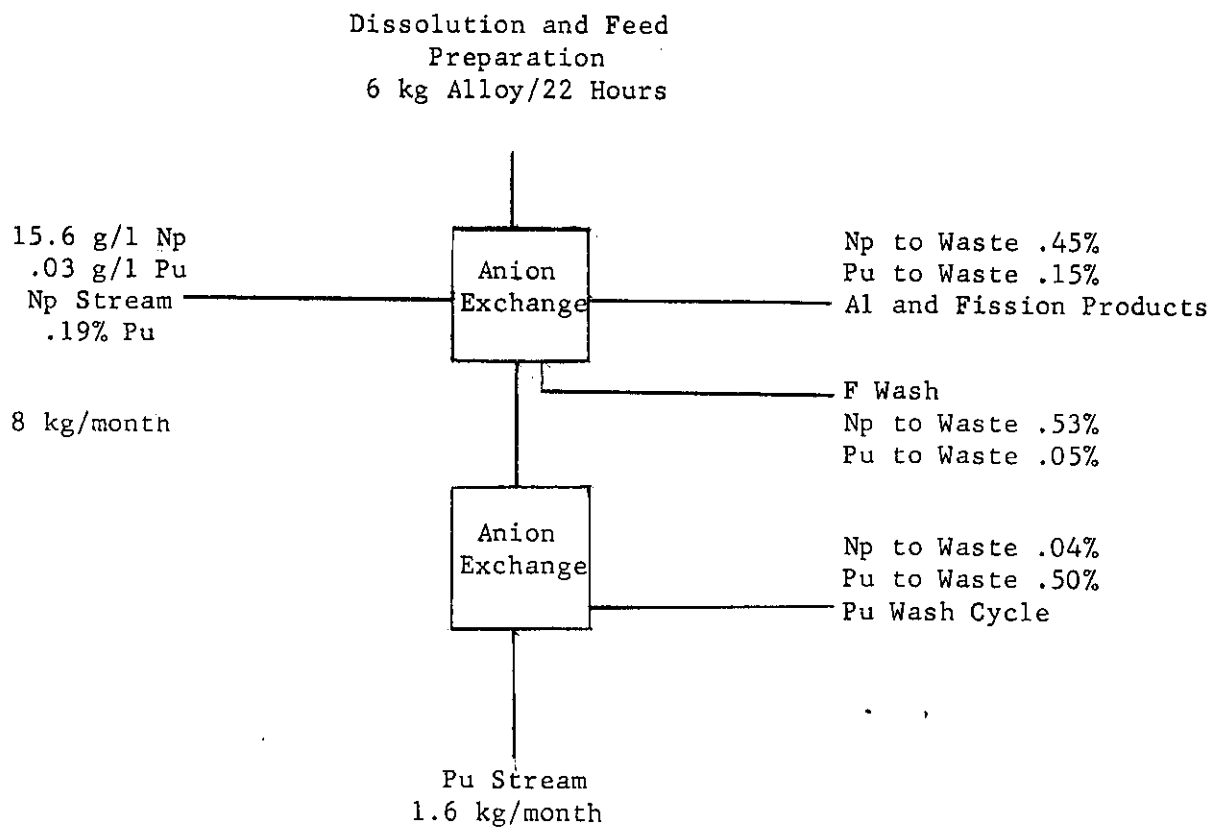 Dissolution and Feed
Preparation
6 kg Alloy/22 Hours
15.6 g/l Np
.03 g/l Pu
Np Stream
.19% Pu
8 kg/month
Anion
Exchange
Np to Waste .45%
Pu to Waste .15%
Al and Fission Products
F Wash
Np to Waste .53%
Pu to Waste .05%
Anion
Exchange
Np to Waste .04%
Pu to Waste .50%
Pu Wash Cycle
Pu Stream
1.6 kg/month